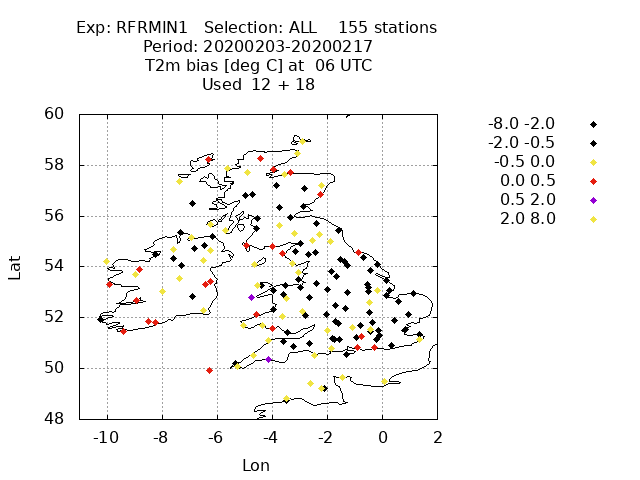 Exp: RFRMIN1 Selection: ALL 155 stations
Period: 20200203-20200217
T2m bias [deg C] at 06 UTC
Used 12 + 18
60
58
56
54
52
50
48
Lat
-10 -8 -6 -4 -2 0 2
Lon
-8.0 -2.0
-2.0 -0.5
-0.5 0.0
0.0 0.5
0.5 2.0
2.0 8.0